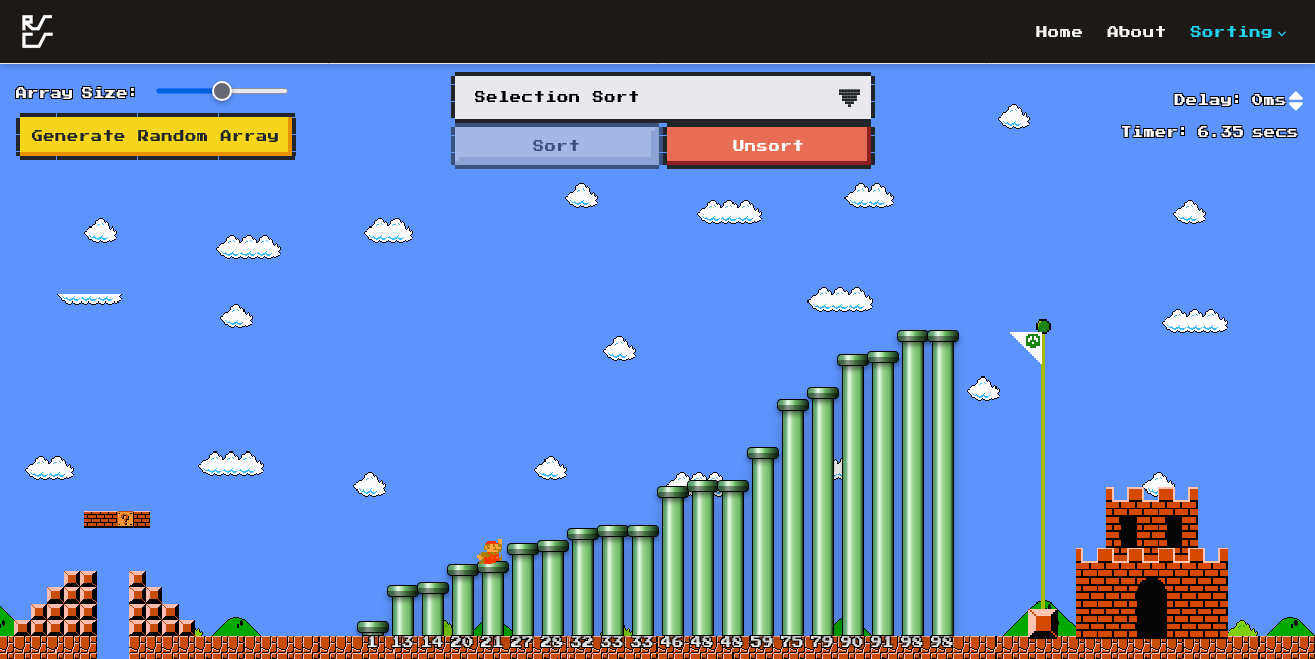 Home About Sorting
Array Size:
Selection Sort
Delay: 0ms
Generate Random Array
Sort
Unsort
Timer: 6.35 secs
?
1 13 14 20 21 27 28 32 33 33 46 48 48 59 75 79 90 91 98 98